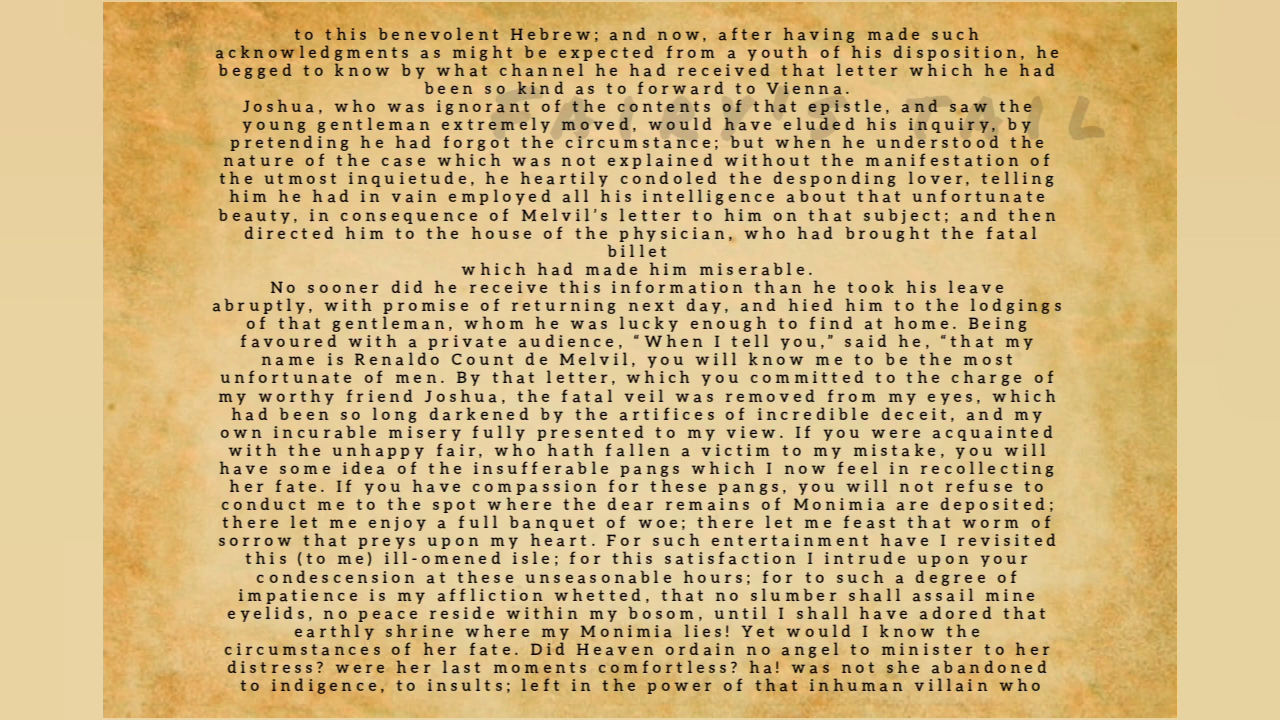 to this benevolent Hebrew; and now, after having made such
acknowledgments as might be expected from a youth of his disposition, he
begged to know by what channel he had received that letter which he had
been so kind as to forward to Vienna.
FAIRY'S TAIL
Joshua, who was ignorant of the contents of that epistle, and saw the
young gentleman extremely moved, would have eluded his inquiry, by
pretending he had forgot the circumstance; but when he understood the
nature of the case which was not explained without the manifestation of
the utmost inquietude, he heartily condoled the desponding lover, telling
him he had in vain employed all his intelligence about that unfortunate
beauty, in consequence of Melvil’s letter to him on that subject; and then
directed him to the house of the physician, who had brought the fatal
billet
which had made him miserable.
No sooner did he receive this information than he took his leave
abruptly, with promise of returning next day, and hied him to the lodgings
of that gentleman, whom he was lucky enough to find at home. Being
favoured with a private audience, “When I tell you,” said he, “that my
name is Renaldo Count de Melvil, you will know me to be the most
unfortunate of men. By that letter, which you committed to the charge of
my worthy friend Joshua, the fatal veil was removed from my eyes, which
had been so long darkened by the artifices of incredible deceit, and my
own incurable misery fully presented to my view. If you were acquainted
with the unhappy fair, who hath fallen a victim to my mistake, you will
have some idea of the insufferable pangs which I now feel in recollecting
her fate. If you have compassion for these pangs, you will not refuse to
conduct me to the spot where the dear remains of Monimia are deposited;
there let me enjoy a full banquet of woe; there let me feast that worm of
sorrow that preys upon my heart. For such entertainment have I revisited
this (to me) ill-omened isle; for this satisfaction I intrude upon your
condescension at these unseasonable hours; for to such a degree of
impatience is my affliction whetted, that no slumber shall assail mine
eyelids, no peace reside within my bosom, until I shall have adored that
earthly shrine where my Monimia lies! Yet would I know the
circumstances of her fate. Did Heaven ordain no angel to minister to her
distress? were her last moments comfortless? ha! was not she abandoned
to indigence, to insults; left in the power of that inhuman villain who